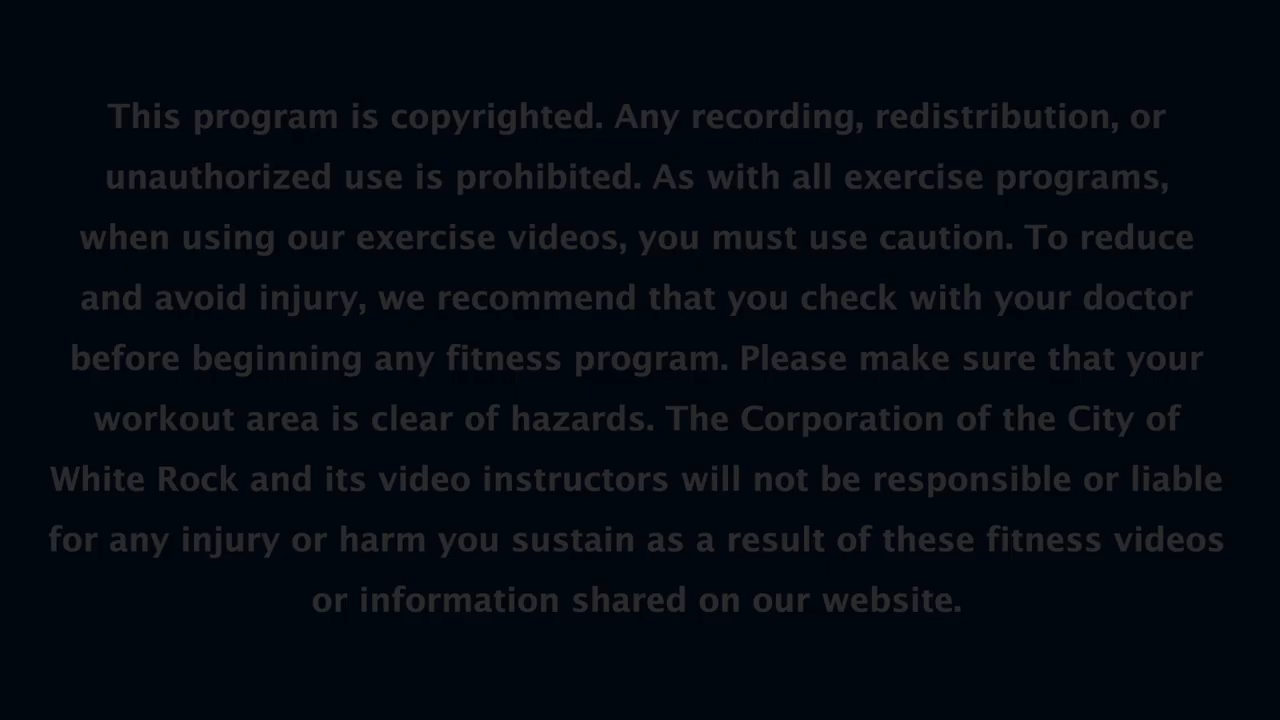 This program is copyrighted. Any recording, redistribution, or
unauthorized use is prohibited. As with all exercise programs,
when using our exercise videos, you must use caution. To reduce
and avoid injury, we recommend that you check with your doctor
before beginning any fitness program. Please make sure that your
workout area is clear of hazards. The Corporation of the City of
White Rock and its video instructors will not be responsible or liable
for any injury or harm you sustain as a result of these fitness videos
or information shared on our website.